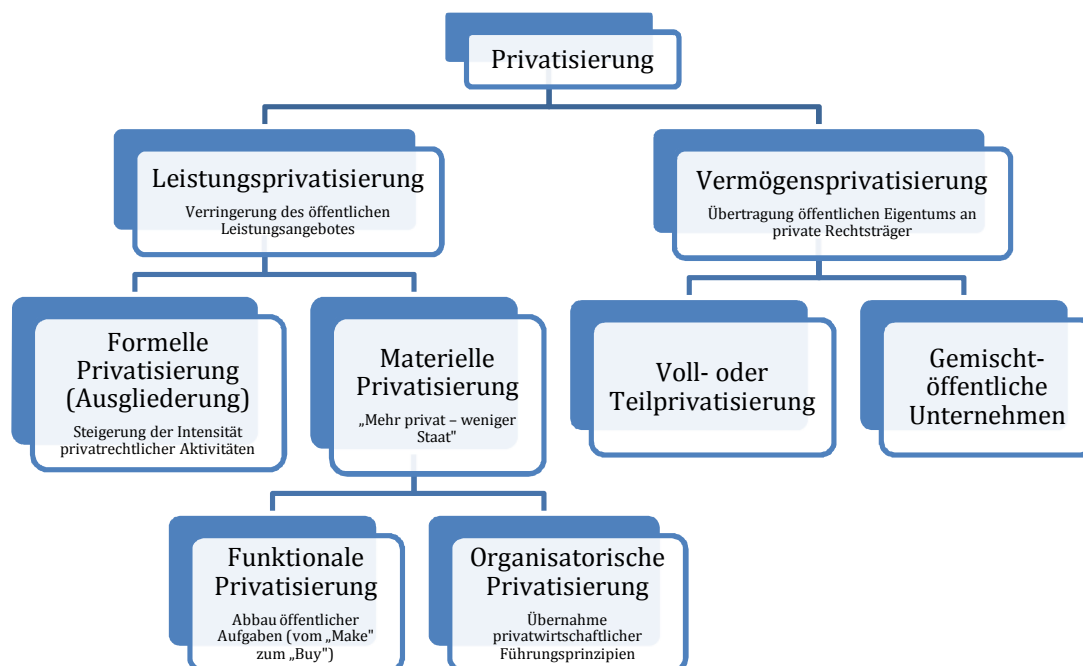 Privatisierung
Leistungsprivatisierung
Verringerung des öffentlichen
Leistungsangebotes
Vermögensprivatisierung
Übertragung öffentlichen Eigentums an
private Rechtsträger
Formelle
Privatisierung
(Ausgliederung)
Steigerung der Intensität
privatrechtlicher Aktivitäten
Materielle
Privatisierung
„Mehr privat – weniger
Staat"
Voll- oder
Teilprivatisierung
Gemischt-
öffentliche
Unternehmen
Funktionale
Privatisierung
Abbau öffentlicher
Aufgaben (vom „Make"
zum „Buy")
Organisatorische
Privatisierung
Übernahme
privatwirtschaftlicher
Führungsprinzipien